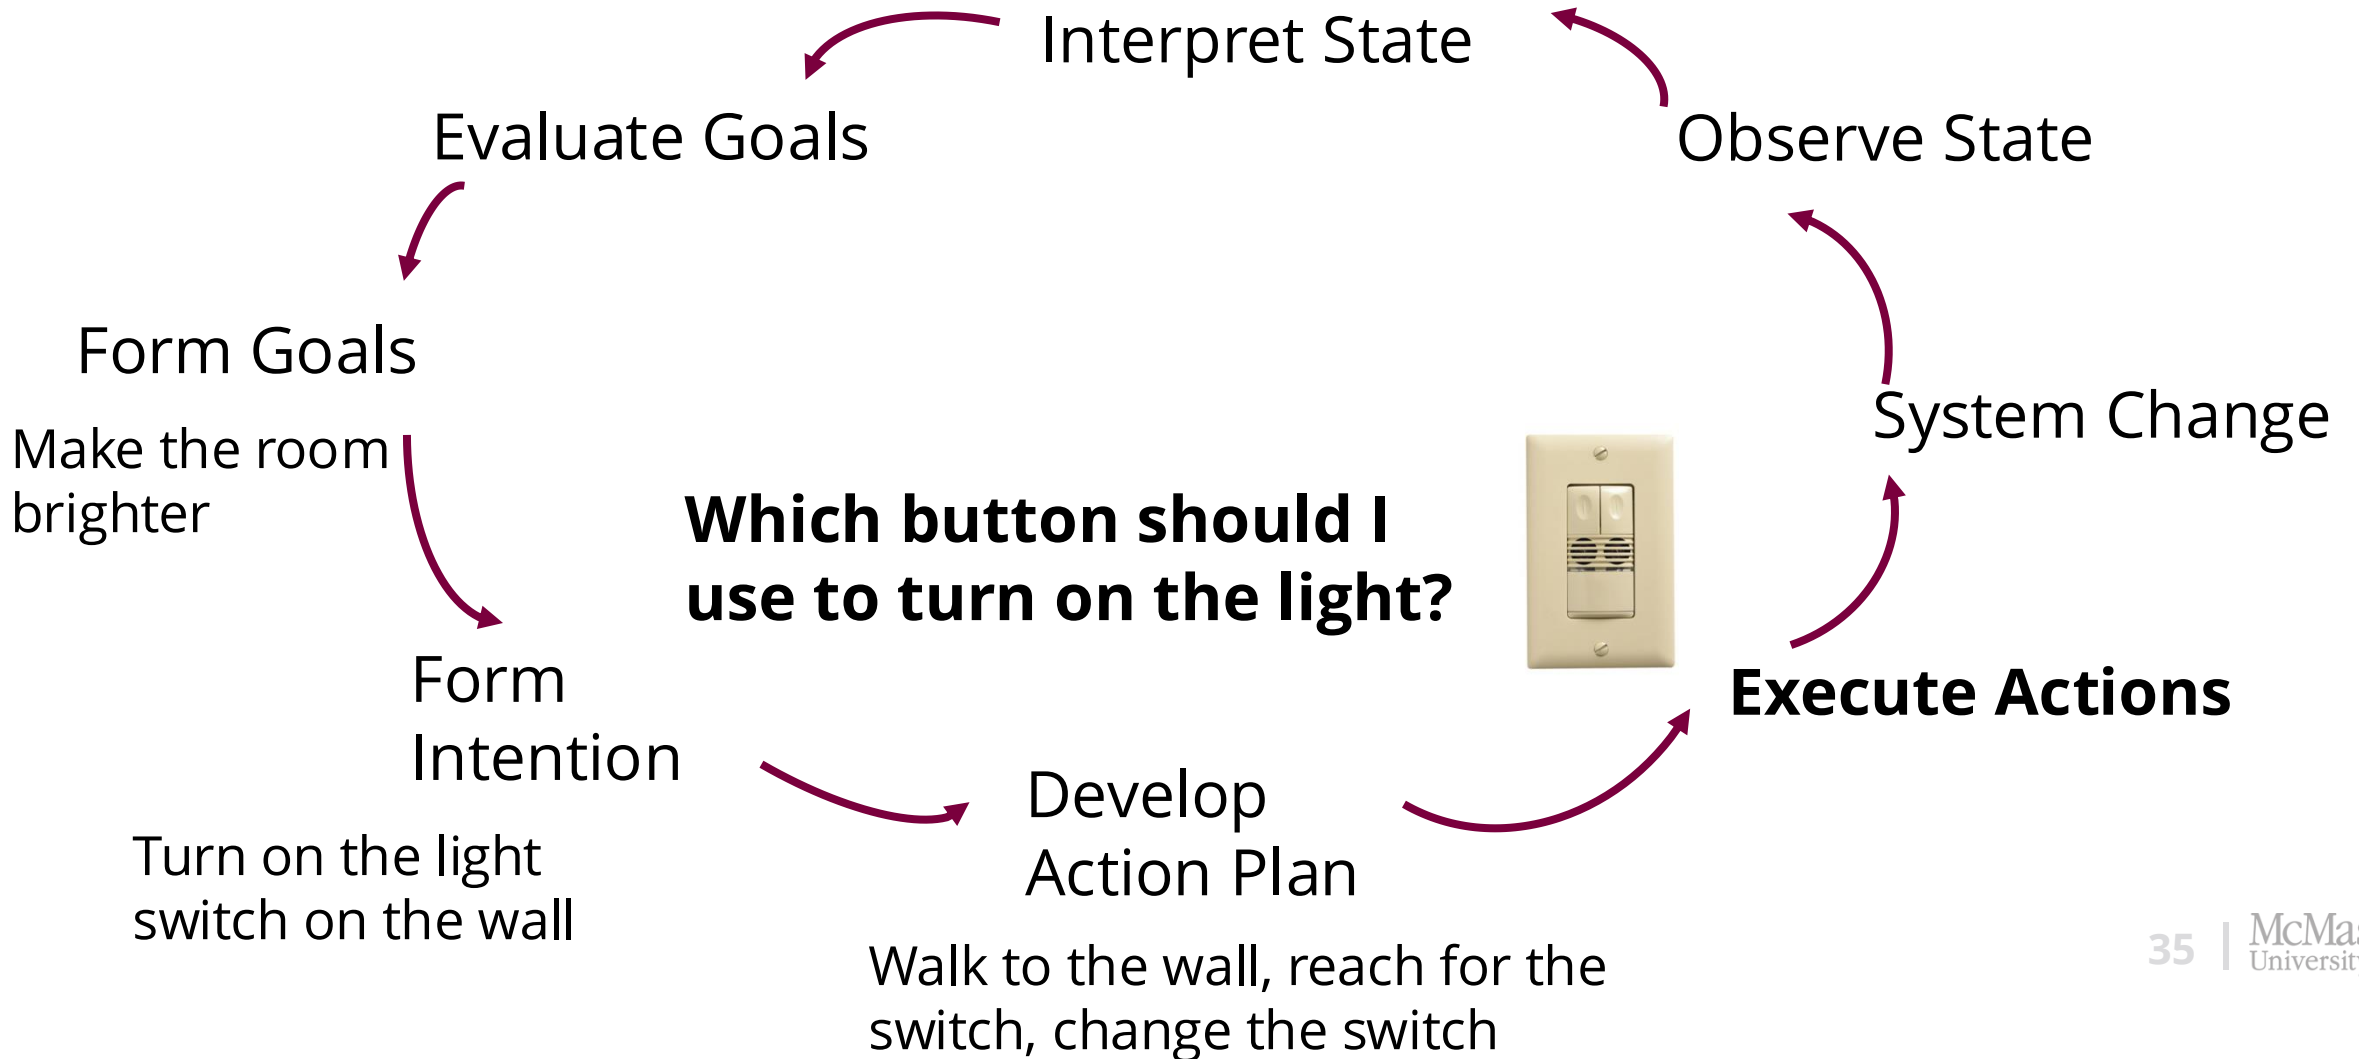 Interpret State
Evaluate Goals
Observe State
Form Goals
Make the room
brighter
System Change
Which button should I
use to turn on the light?
Form
Intention
Execute Actions
Turn on the light
switch on the wall
Develop
Action Plan
Walk to the wall, reach for the
switch, change the switch
35
McMas
University